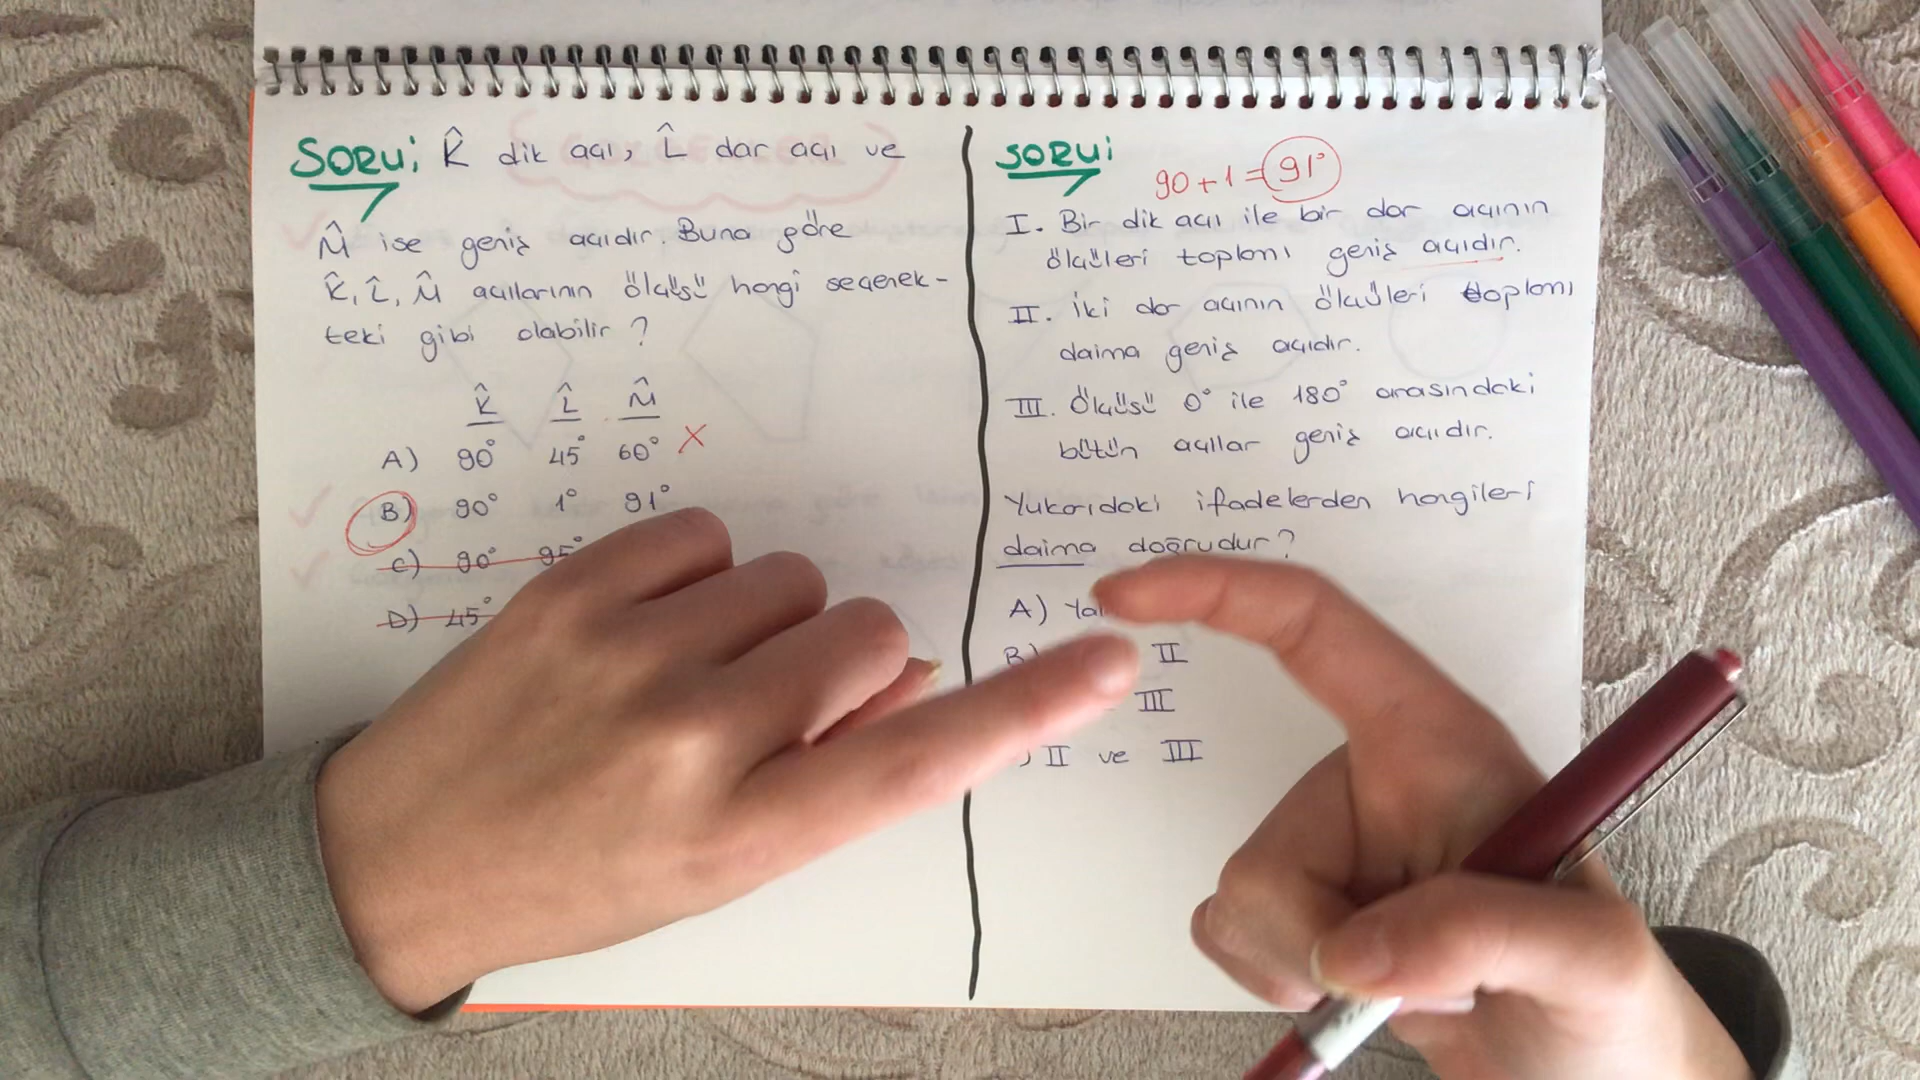 SORU: K̂ dik açı, L̂ dar açı ve
M̂ ise geniş açıdır. Buna göre
K̂, L̂, M̂ açılarının ölçüsü hangi seçenek-
teki gibi olabilir?
K̂ L̂ M̂
A) 90° 45° 60° X
B) 90° 1° 91°
C) 90° 95°
D) 45°
SORU:
90+1=91°
I. Bir dik açı ile bir dar açının
ölçüleri toplamı geniş açıdır.
II. İki dar açının ölçüleri toplamı
daima geniş açıdır.
III. Ölçüsü 0° ile 180° arasındaki
bütün açılar geniş açıdır.
Yukarıdaki ifadelerden hangileri
daima doğrudur?
A)
B) II
III
) II ve III